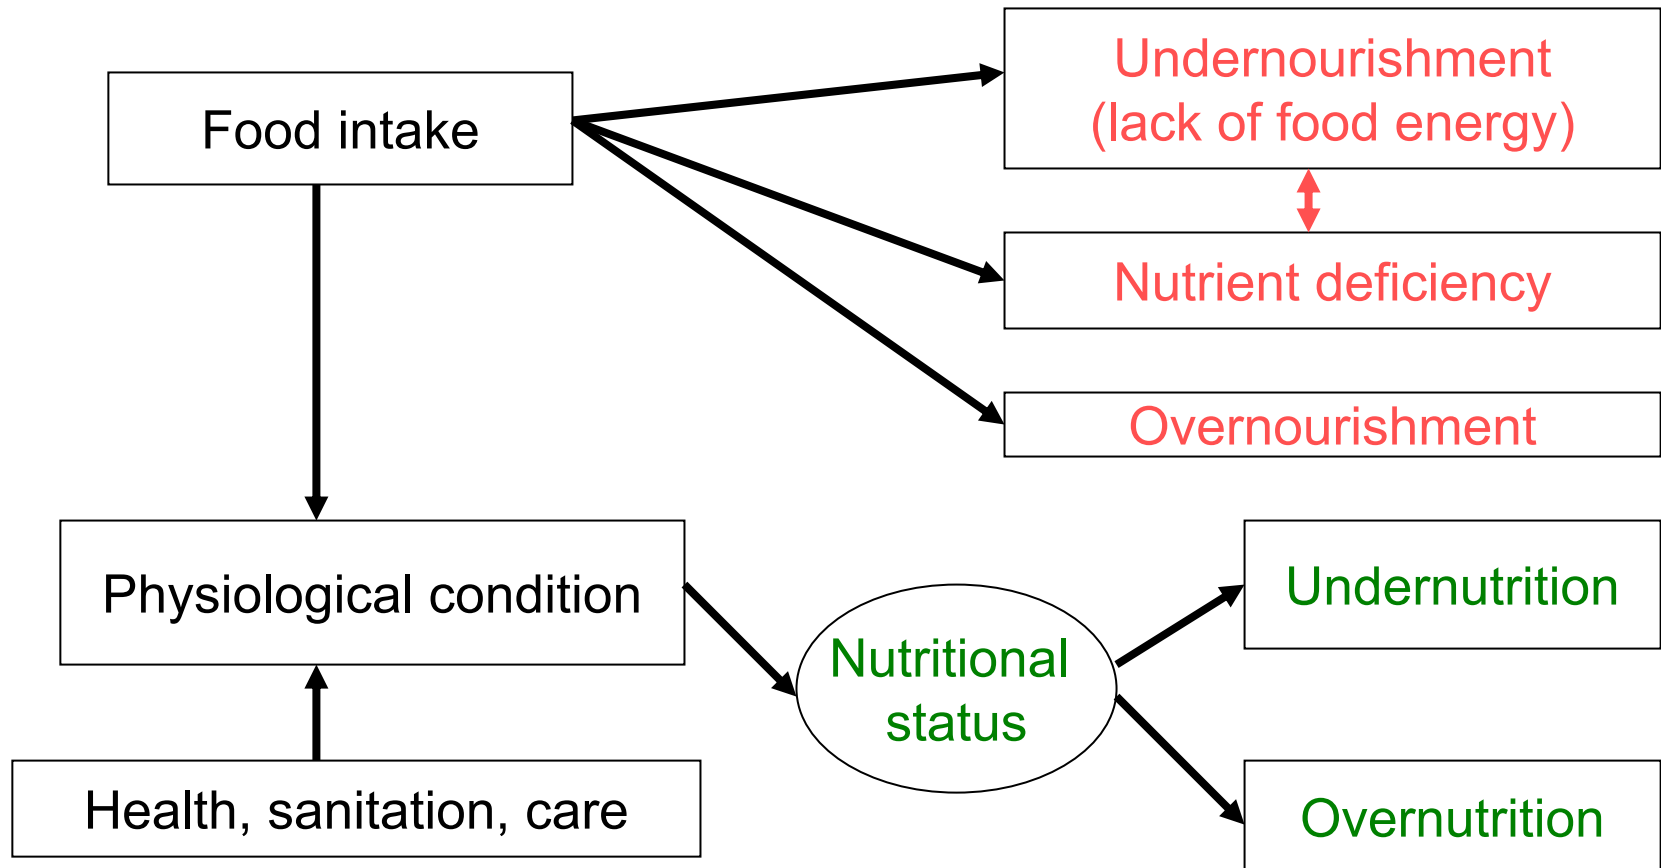 Food intake
Undernourishment
(lack of food energy)
Nutrient deficiency
Overnourishment
Physiological condition
Nutritional
status
Undernutrition
Health, sanitation, care
Overnutrition